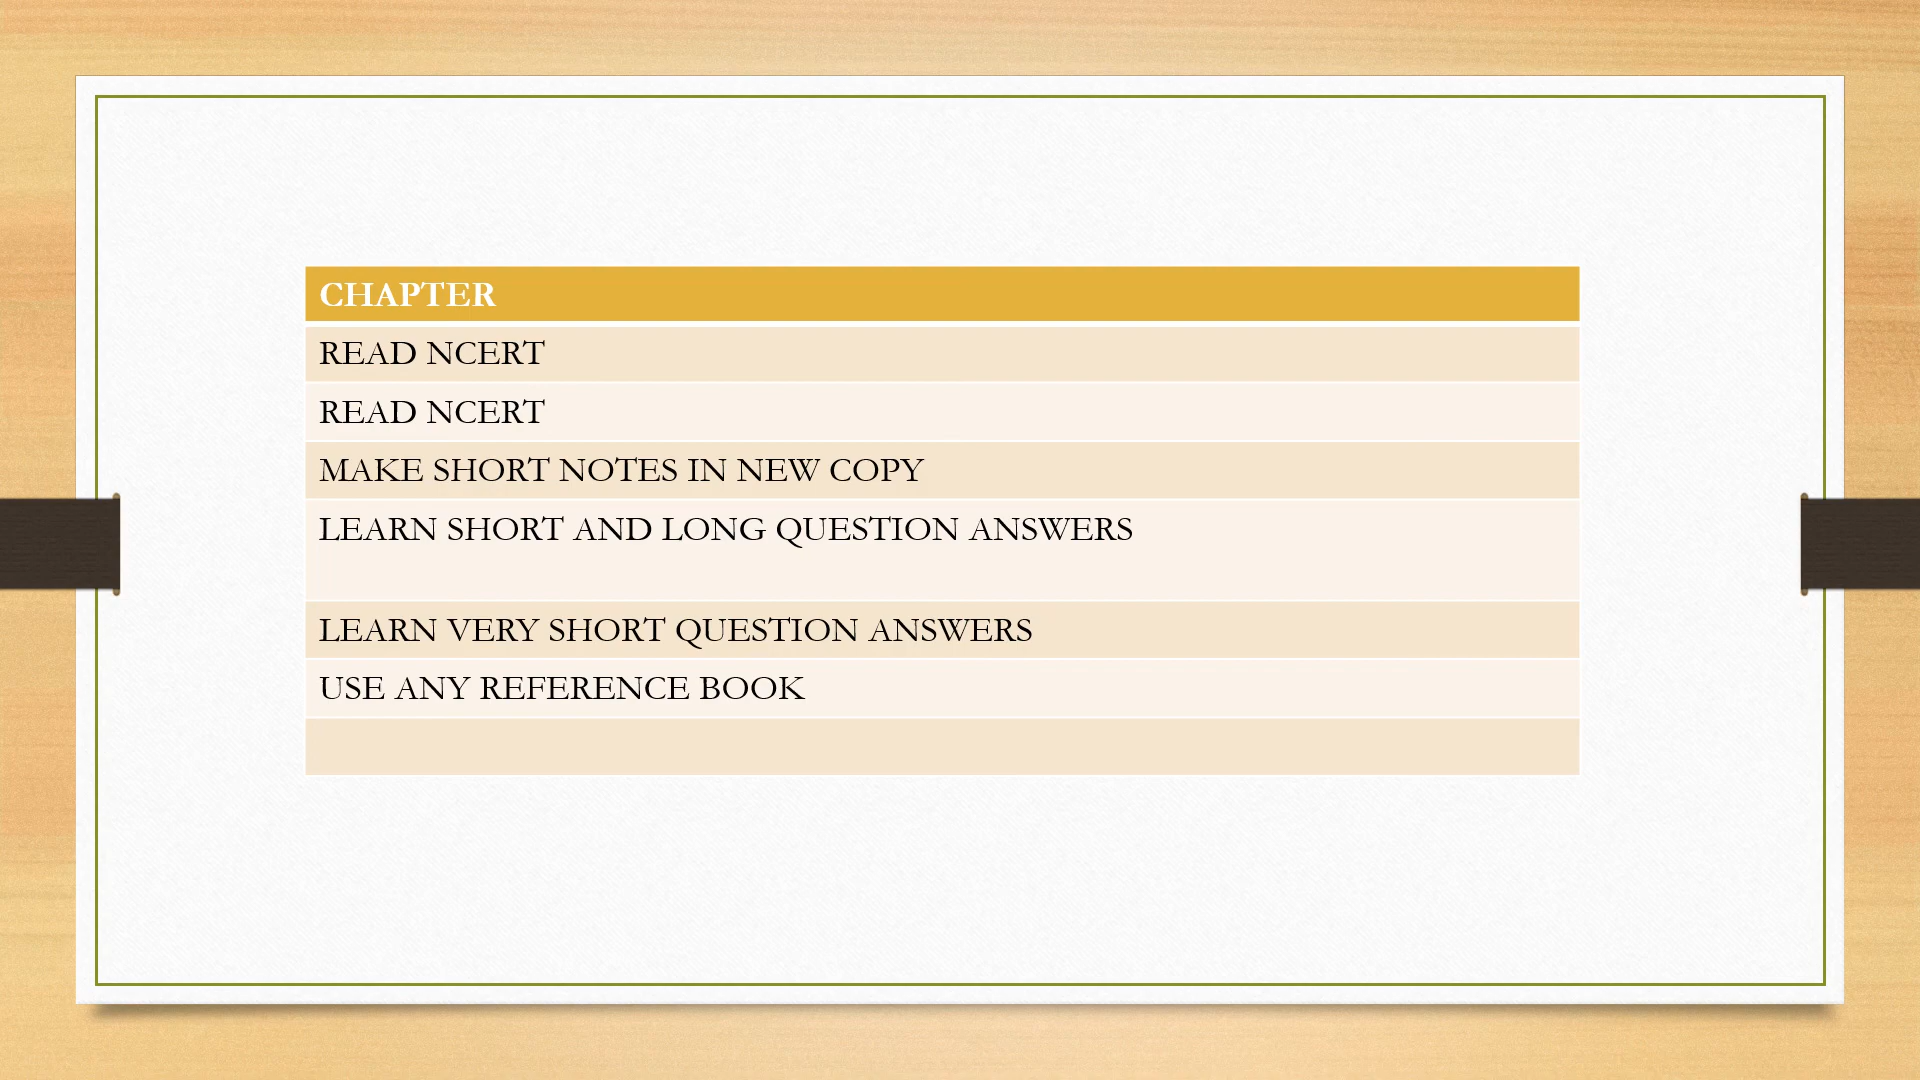 CHAPTER
READ NCERT
READ NCERT
MAKE SHORT NOTES IN NEW COPY
LEARN SHORT AND LONG QUESTION ANSWERS
LEARN VERY SHORT QUESTION ANSWERS
USE ANY REFERENCE BOOK